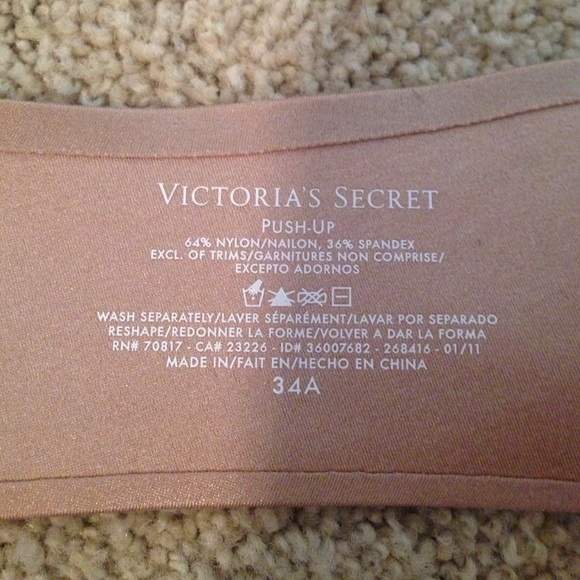 VICTORIA'S SECRET
PUSH-UP
64% NYLON/NAILON, 36% SPANDEX
EXCL. OF TRIMS/GARNITURES NON COMPRISE/
EXCEPTO ADORNOS
WASH SEPARATELY/LAVER SÉPARÉMENT/LAVAR POR SEPARADO
RESHAPE/REDONNER LA FORME/VOLVER A DAR LA FORMA
RN# 70817 - CA# 23226 - ID# 36007682 - 268416 - 01/11
MADE IN/FAIT EN/HECHO EN CHINA
34A